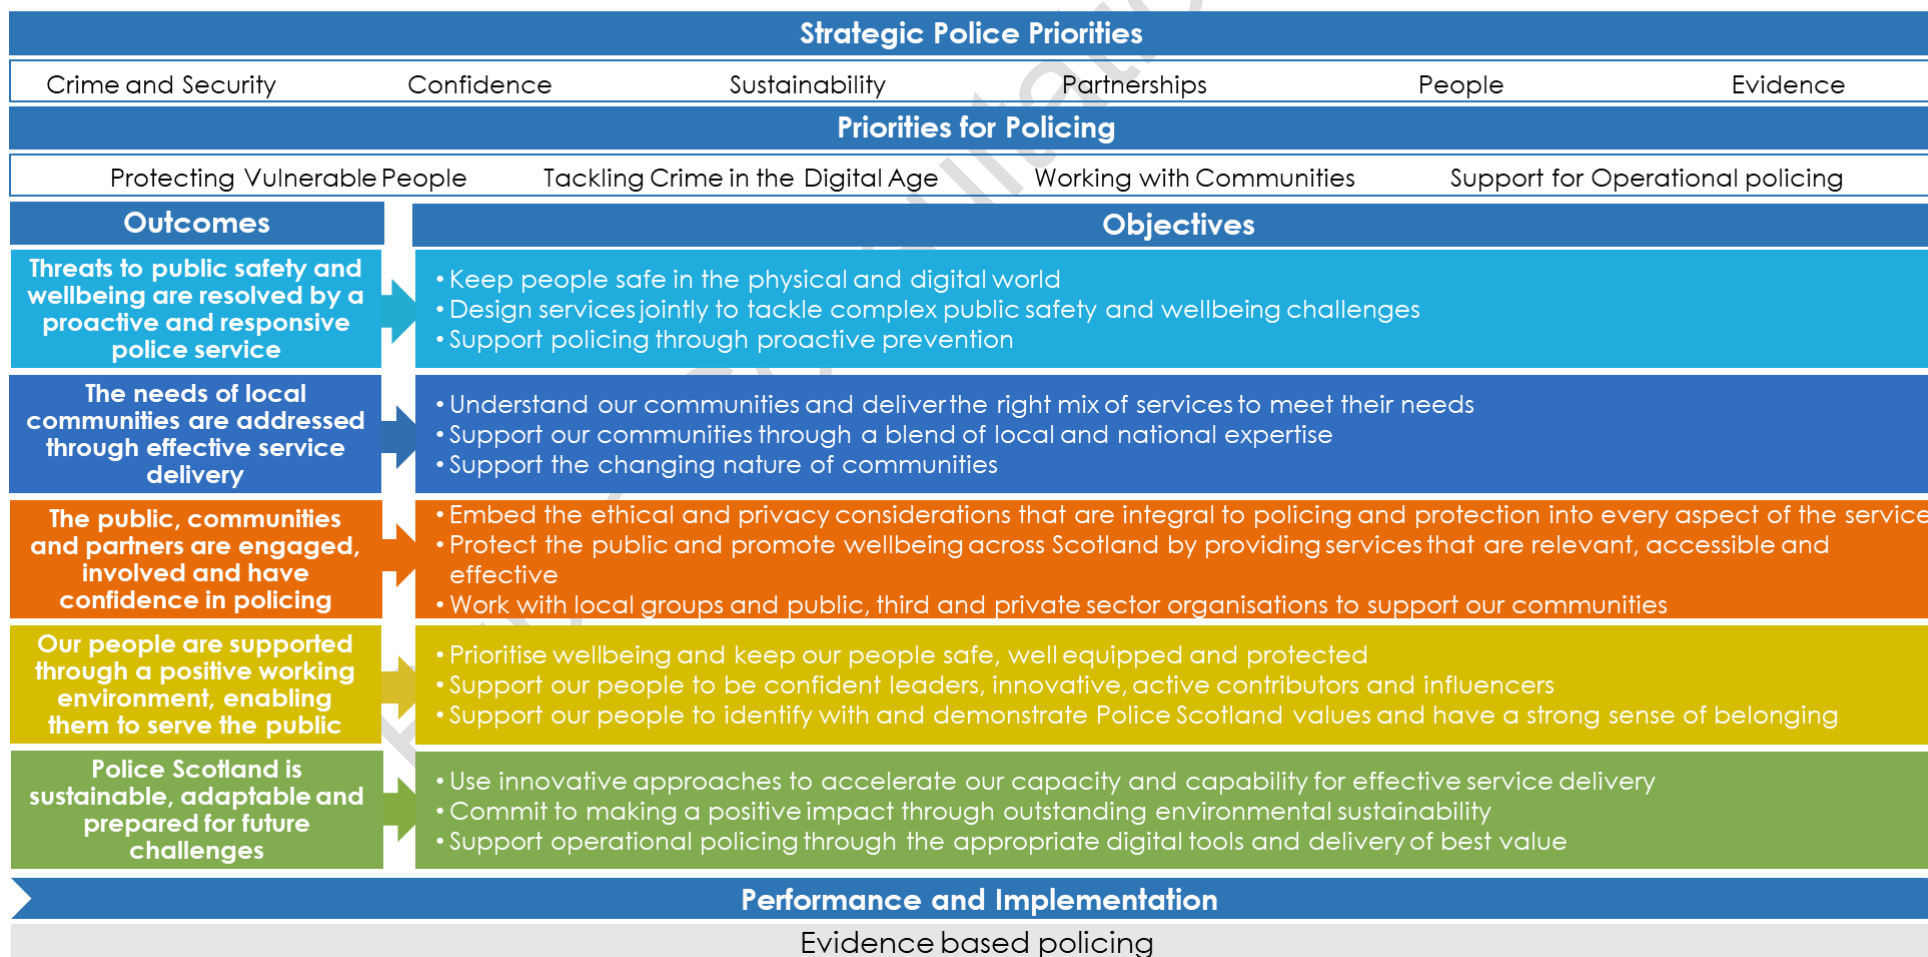 Strategic Police Priorities
Crime and Security Confidence Sustainability Partnerships People Evidence
Priorities for Policing
Protecting Vulnerable People Tackling Crime in the Digital Age Working with Communities Support for Operational policing
Outcomes
Objectives
Threats to public safety and
wellbeing are resolved by a
proactive and responsive
police service
• Keep people safe in the physical and digital world
• Design services jointly to tackle complex public safety and wellbeing challenges
• Support policing through proactive prevention
The needs of local
communities are addressed
through effective service
delivery
• Understand our communities and deliver the right mix of services to meet their needs
• Support our communities through a blend of local and national expertise
• Support the changing nature of communities
The public, communities
and partners are engaged,
involved and have
confidence in policing
• Embed the ethical and privacy considerations that are integral to policing and protection into every aspect of the service
• Protect the public and promote wellbeing across Scotland by providing services that are relevant, accessible and
effective
• Work with local groups and public, third and private sector organisations to support our communities
Our people are supported
through a positive working
environment, enabling
them to serve the public
• Prioritise wellbeing and keep our people safe, well equipped and protected
• Support our people to be confident leaders, innovative, active contributors and influencers
• Support our people to identify with and demonstrate Police Scotland values and have a strong sense of belonging
Police Scotland is
sustainable, adaptable and
prepared for future
challenges
• Use innovative approaches to accelerate our capacity and capability for effective service delivery
• Commit to making a positive impact through outstanding environmental sustainability
• Support operational policing through the appropriate digital tools and delivery of best value
Performance and Implementation
Evidence based policing